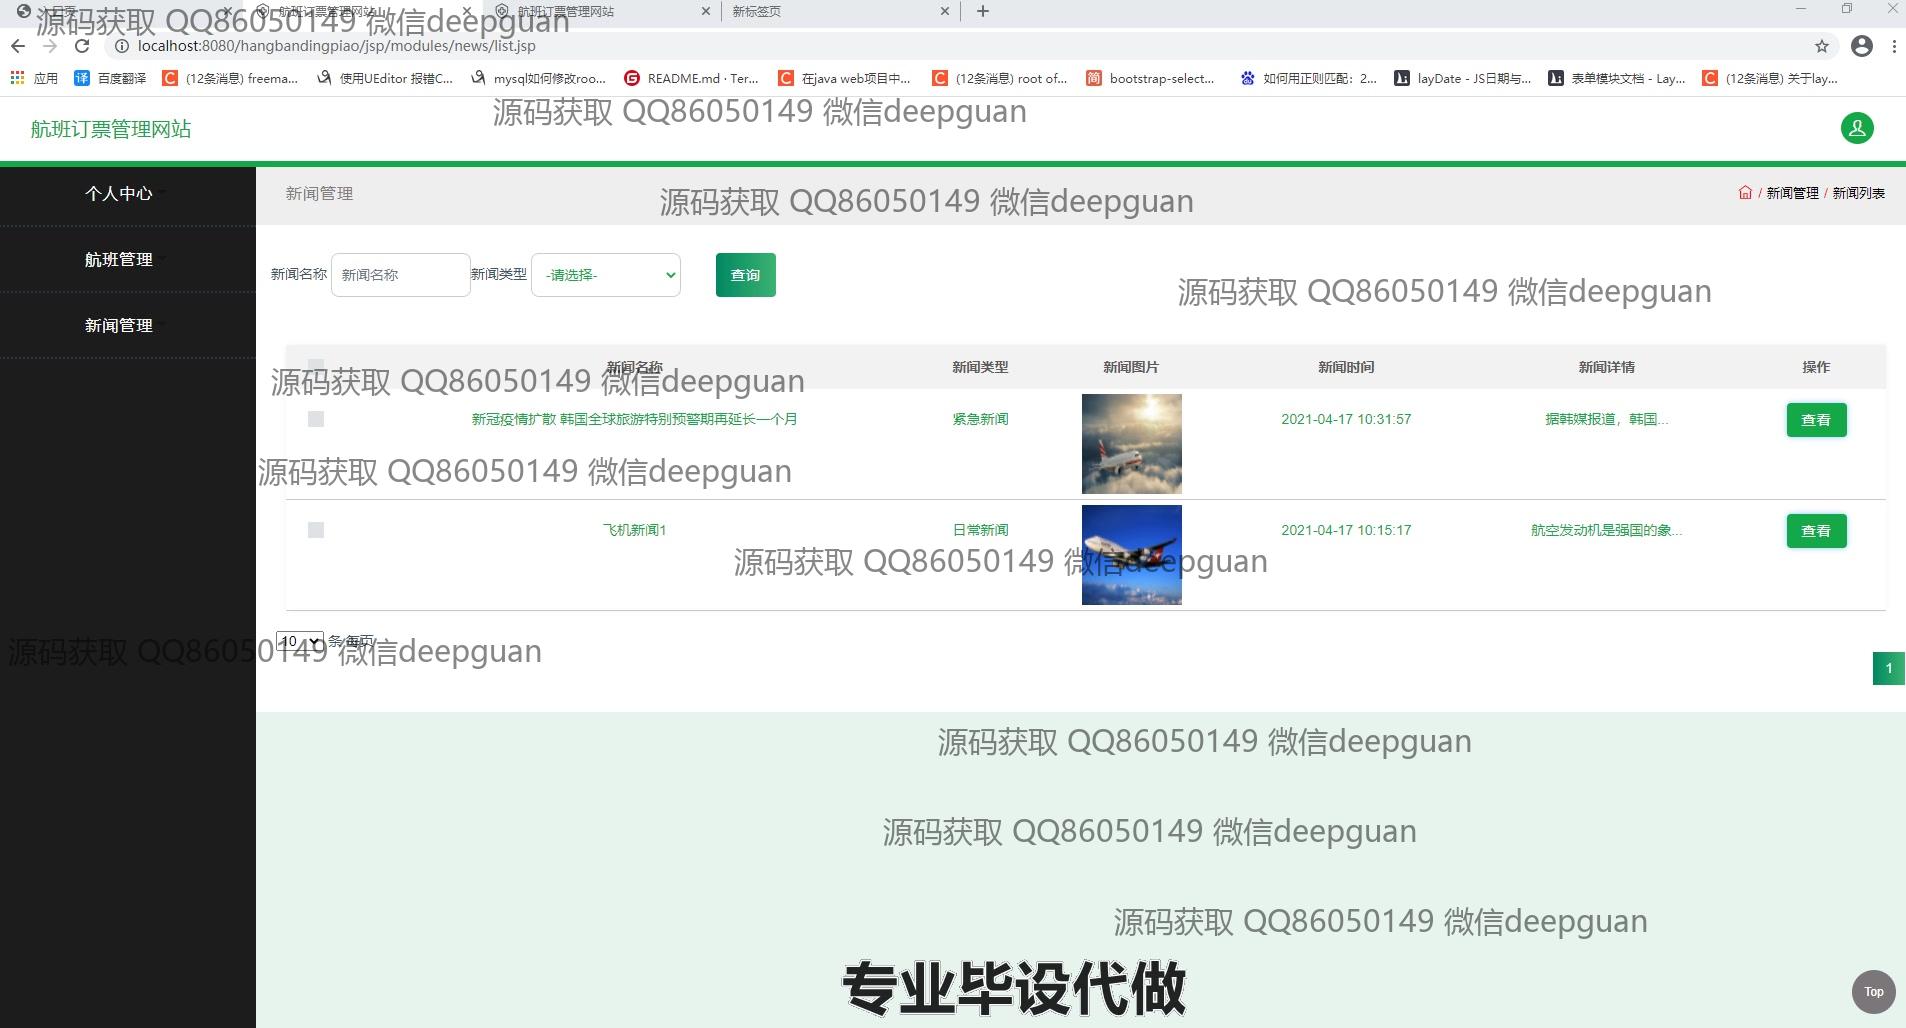 首页 航班订票管理网站 航班订票管理网站 新标签页
源码获取 QQ86050149 微信deepguan
localhost:8080/hangbandingpiao/jsp/modules/news/list.jsp
应用 百度翻译 (12条消息) freema... 使用UEditor 报错C... mysql如何修改roo... README.md · Ter... 在java web项目中... (12条消息) root of... bootstrap-select... 如何用正则匹配：2... layDate - JS日期与... 表单模块文档 - Lay... (12条消息) 关于lay...
源码获取 QQ86050149 微信deepguan
航班订票管理网站
个人中心
新闻管理
新闻管理 / 新闻列表
源码获取 QQ86050149 微信deepguan
航班管理
新闻名称 新闻名称 新闻类型 -请选择- 查询
源码获取 QQ86050149 微信deepguan
新闻管理
新闻名称 新闻类型 新闻图片 新闻时间 新闻详情 操作
源码获取 QQ86050149 微信deepguan
新冠疫情扩散 韩国全球旅游特别预警期再延长一个月 紧急新闻 2021-04-17 10:31:57 据韩媒报道，韩国... 查看
源码获取 QQ86050149 微信deepguan
飞机新闻1 日常新闻 2021-04-17 10:15:17 航空发动机是强国的象... 查看
源码获取 QQ86050149 微信deepguan
10 条 每页
源码获取 QQ86050149 微信deepguan
1
源码获取 QQ86050149 微信deepguan
源码获取 QQ86050149 微信deepguan
源码获取 QQ86050149 微信deepguan
专业毕设代做
Top